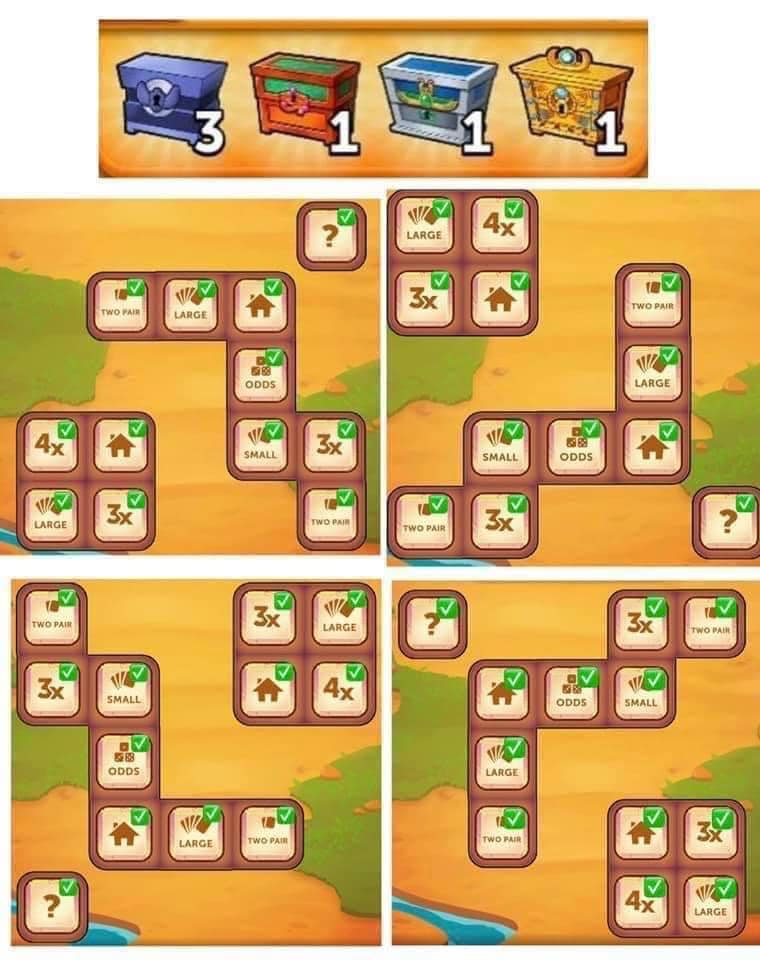 3 1 1 1
?
TWO PAIR LARGE
ODDS
4x SMALL 3x
LARGE 3x TWO PAIR
LARGE 4x
3x TWO PAIR
LARGE
SMALL ODDS
TWO PAIR 3x ?
TWO PAIR 3x LARGE
3x SMALL 4x
ODDS
LARGE TWO PAIR
?
? 3x TWO PAIR
ODDS SMALL
LARGE
TWO PAIR 3x
4x LARGE